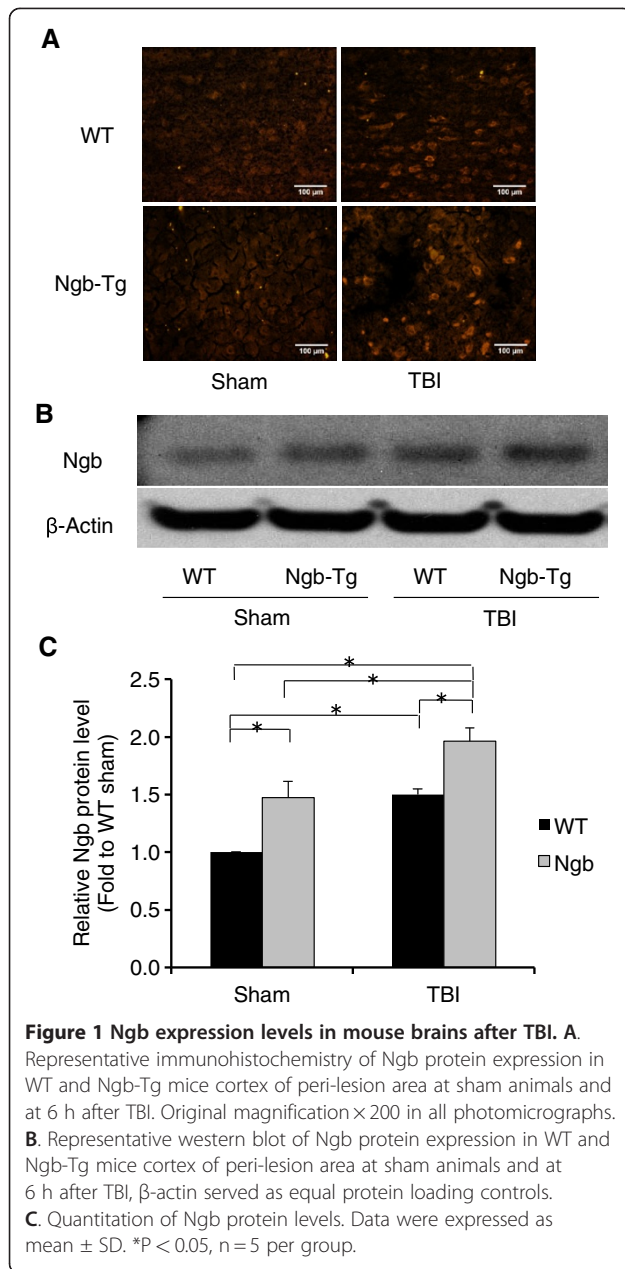 A
WT
100 µm
100 µm
Ngb-Tg
100 µm
100 µm
Sham TBI
B
Ngb
β-Actin
WT Ngb-Tg WT Ngb-Tg
Sham TBI
C
Relative Ngb protein level
(Fold to WT sham)
2.5
2.0
1.5
1.0
0.5
0.0
*
*
*
*
*
WT
Ngb
Sham TBI
Figure 1 Ngb expression levels in mouse brains after TBI. A.
Representative immunohistochemistry of Ngb protein expression in
WT and Ngb-Tg mice cortex of peri-lesion area at sham animals and
at 6 h after TBI. Original magnification × 200 in all photomicrographs.
B. Representative western blot of Ngb protein expression in WT and
Ngb-Tg mice cortex of peri-lesion area at sham animals and at
6 h after TBI, β-actin served as equal protein loading controls.
C. Quantitation of Ngb protein levels. Data were expressed as
mean ± SD. *P < 0.05, n = 5 per group.